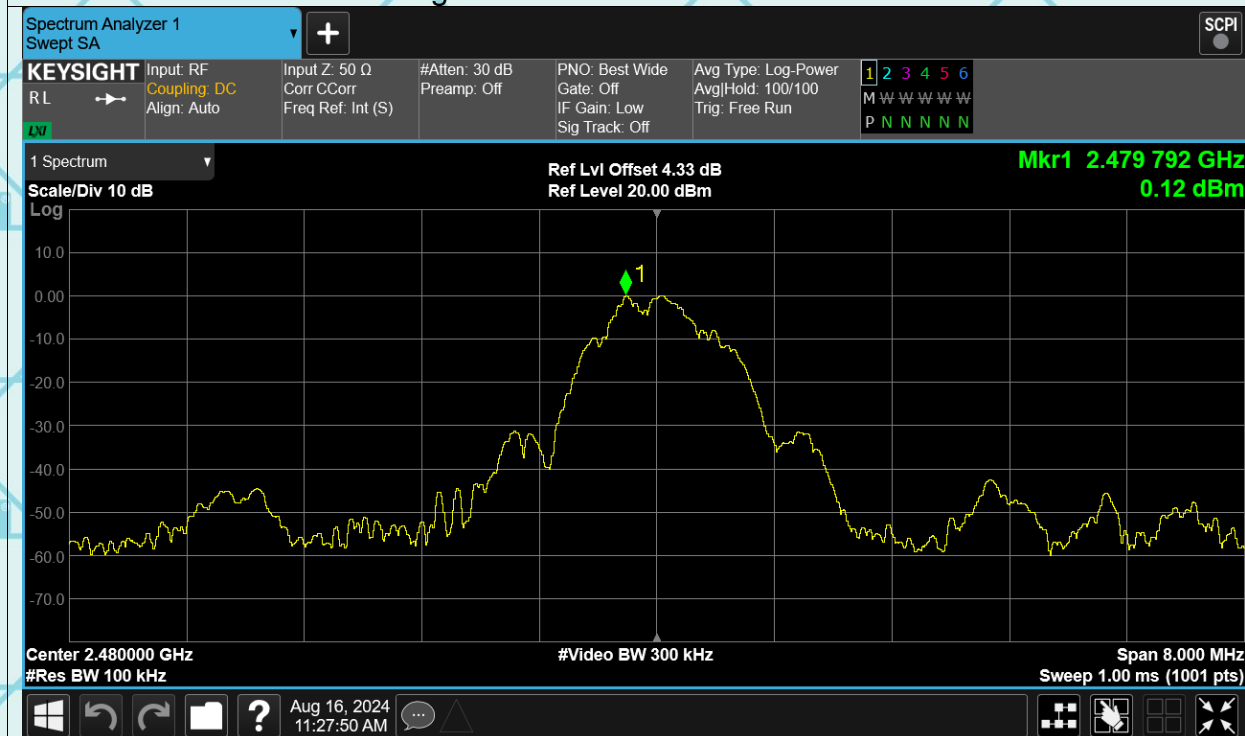 Spectrum Analyzer 1
Swept SA
+
SCPI
KEYSIGHT
RL
LXI
Input: RF
Coupling: DC
Align: Auto
Input Z: 50 Ω
Corr CCorr
Freq Ref: Int (S)
#Atten: 30 dB
Preamp: Off
PNO: Best Wide
Gate: Off
IF Gain: Low
Sig Track: Off
Avg Type: Log-Power
Avg|Hold: 100/100
Trig: Free Run
1 2 3 4 5 6
M W W W W W
P N N N N N
1 Spectrum
Scale/Div 10 dB
Ref Lvl Offset 4.33 dB
Ref Level 20.00 dBm
Mkr1 2.479 792 GHz
0.12 dBm
Log
10.0
0.00
-10.0
-20.0
-30.0
-40.0
-50.0
-60.0
-70.0
1
Center 2.480000 GHz
#Res BW 100 kHz
#Video BW 300 kHz
Span 8.000 MHz
Sweep 1.00 ms (1001 pts)
?
Aug 16, 2024
11:27:50 AM